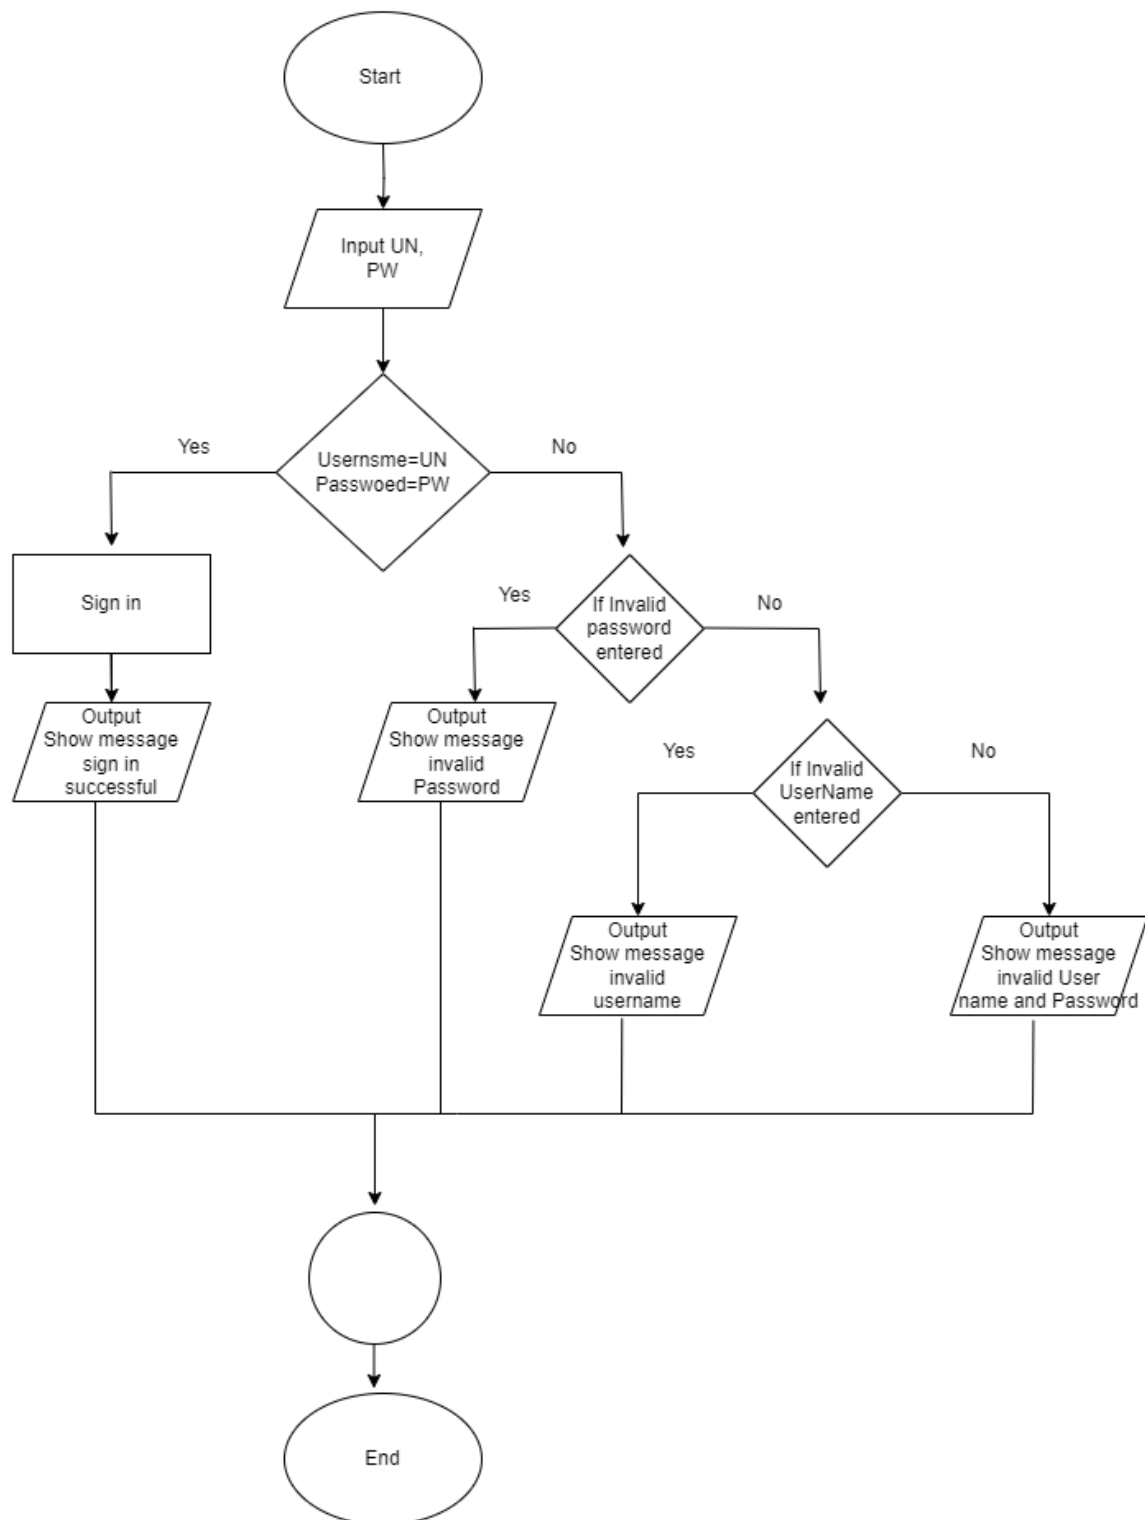 Start
Input UN,
PW
Yes
No
Usernsme=UN
Passwoed=PW
Sign in
Yes
No
If Invalid
password
entered
Output
Show message
sign in
successful
Output
Show message
invalid
Password
Yes
No
If Invalid
UserName
entered
Output
Show message
invalid
username
Output
Show message
invalid User
name and Password
End